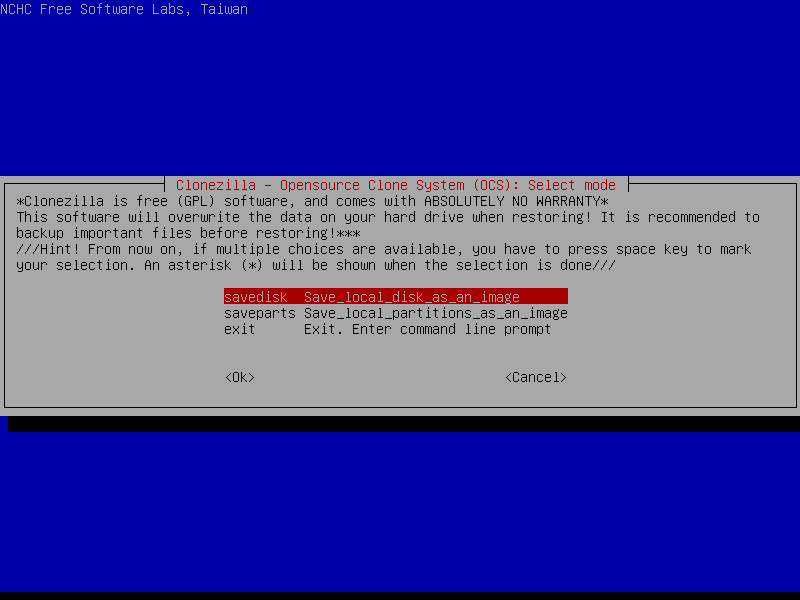 NCHC Free Software Labs, Taiwan
Clonezilla - Opensource Clone System (OCS): Select mode
*Clonezilla is free (GPL) software, and comes with ABSOLUTELY NO WARRANTY*
This software will overwrite the data on your hard drive when restoring! It is recommended to
backup important files before restoring!***
///Hint! From now on, if multiple choices are available, you have to press space key to mark
your selection. An asterisk (*) will be shown when the selection is done///
savedisk  Save_local_disk_as_an_image
saveparts Save_local_partitions_as_an_image
exit      Exit. Enter command line prompt
<Ok> <Cancel>